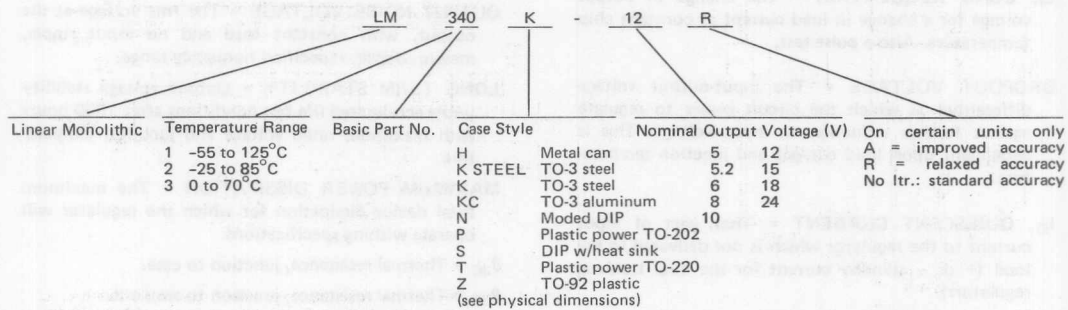 LM 340 K - 12 R
Linear Monolithic Temperature Range Basic Part No. Case Style Nominal Output Voltage (V) On certain units only
1 -55 to 125°C H Metal can 5 12 A = improved accuracy
2 -25 to 85°C K STEEL TO-3 steel 5.2 15 R = relaxed accuracy
3 0 to 70°C K TO-3 steel 6 18 No ltr.: standard accuracy
KC TO-3 aluminum 8 24
N Moded DIP 10
P Plastic power TO-202
S DIP w/heat sink
T Plastic power TO-220
Z TO-92 plastic
(see physical dimensions)